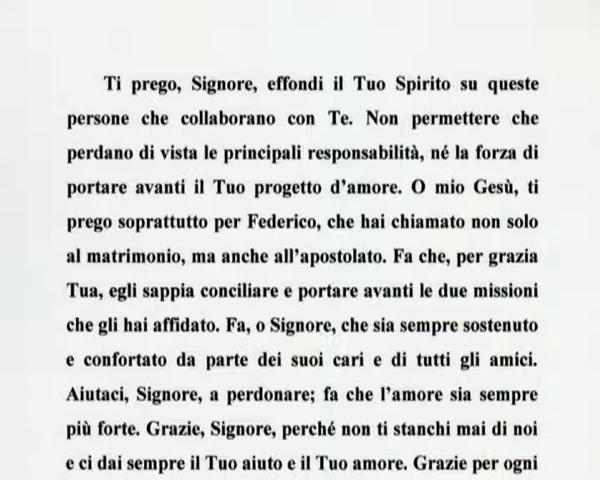 Ti prego, Signore, effondi il Tuo Spirito su queste
persone che collaborano con Te. Non permettere che
perdano di vista le principali responsabilità, né la forza di
portare avanti il Tuo progetto d'amore. O mio Gesù, ti
prego soprattutto per Federico, che hai chiamato non solo
al matrimonio, ma anche all'apostolato. Fa che, per grazia
Tua, egli sappia conciliare e portare avanti le due missioni
che gli hai affidato. Fa, o Signore, che sia sempre sostenuto
e confortato da parte dei suoi cari e di tutti gli amici.
Aiutaci, Signore, a perdonare; fa che l'amore sia sempre
più forte. Grazie, Signore, perché non ti stanchi mai di noi
e ci dai sempre il Tuo aiuto e il Tuo amore. Grazie per ogni